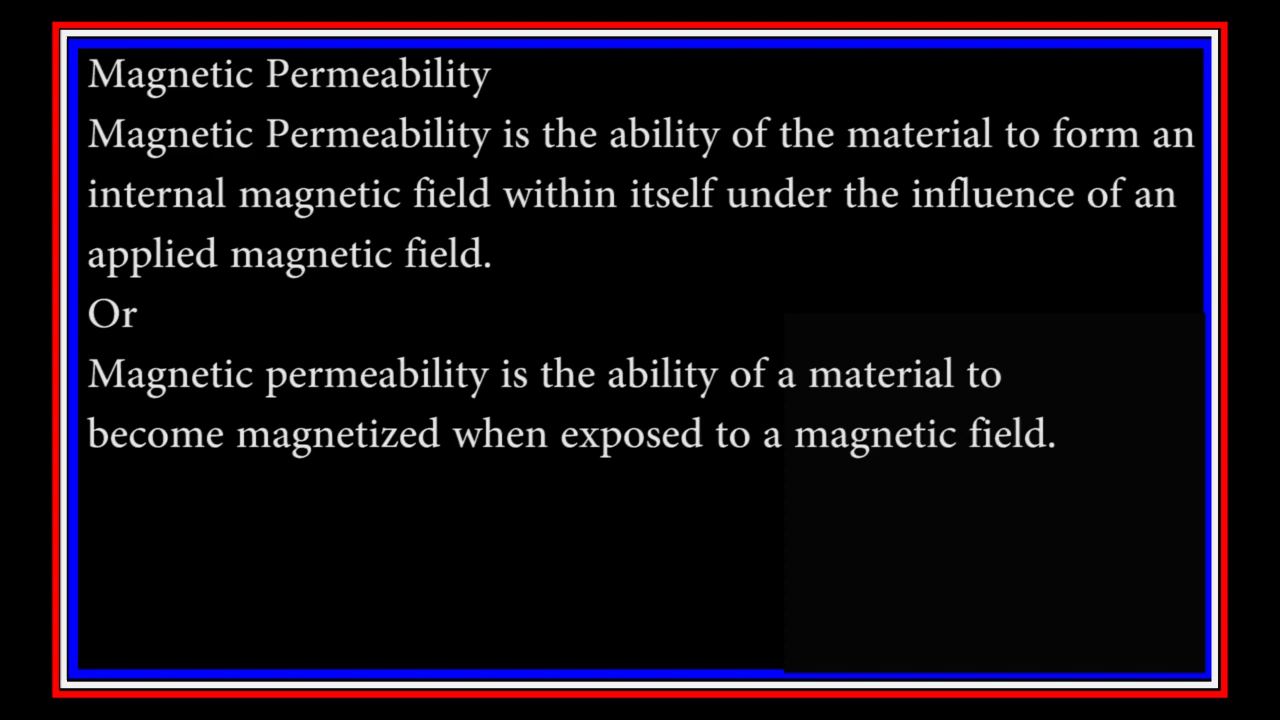 Magnetic Permeability
Magnetic Permeability is the ability of the material to form an
internal magnetic field within itself under the influence of an
applied magnetic field.
Or
Magnetic permeability is the ability of a material to
become magnetized when exposed to a magnetic field.